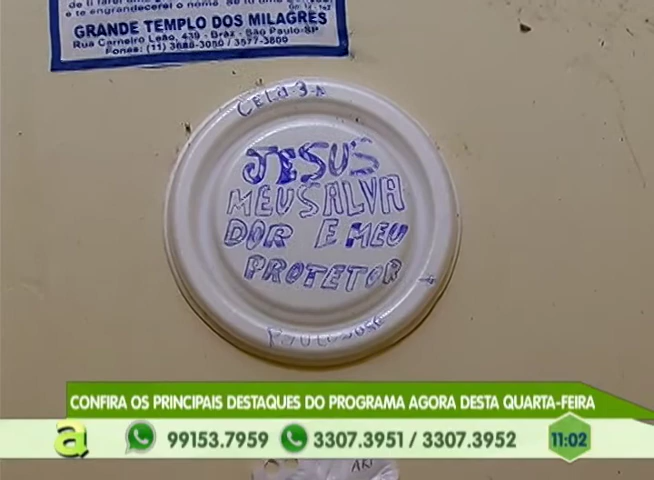 GRANDE TEMPLO DOS MILAGRES
Rua Carneiro Leão, 439 - Bráz - São Paulo-SP
Fones: (11) 3688-3050 / 3577-3800
CELA 3-A
JESUS
MEU SALVA
DOR E MEU
PROTETOR
CONFIRA OS PRINCIPAIS DESTAQUES DO PROGRAMA AGORA DESTA QUARTA-FEIRA
a 99153.7959 3307.3951 / 3307.3952 11:02